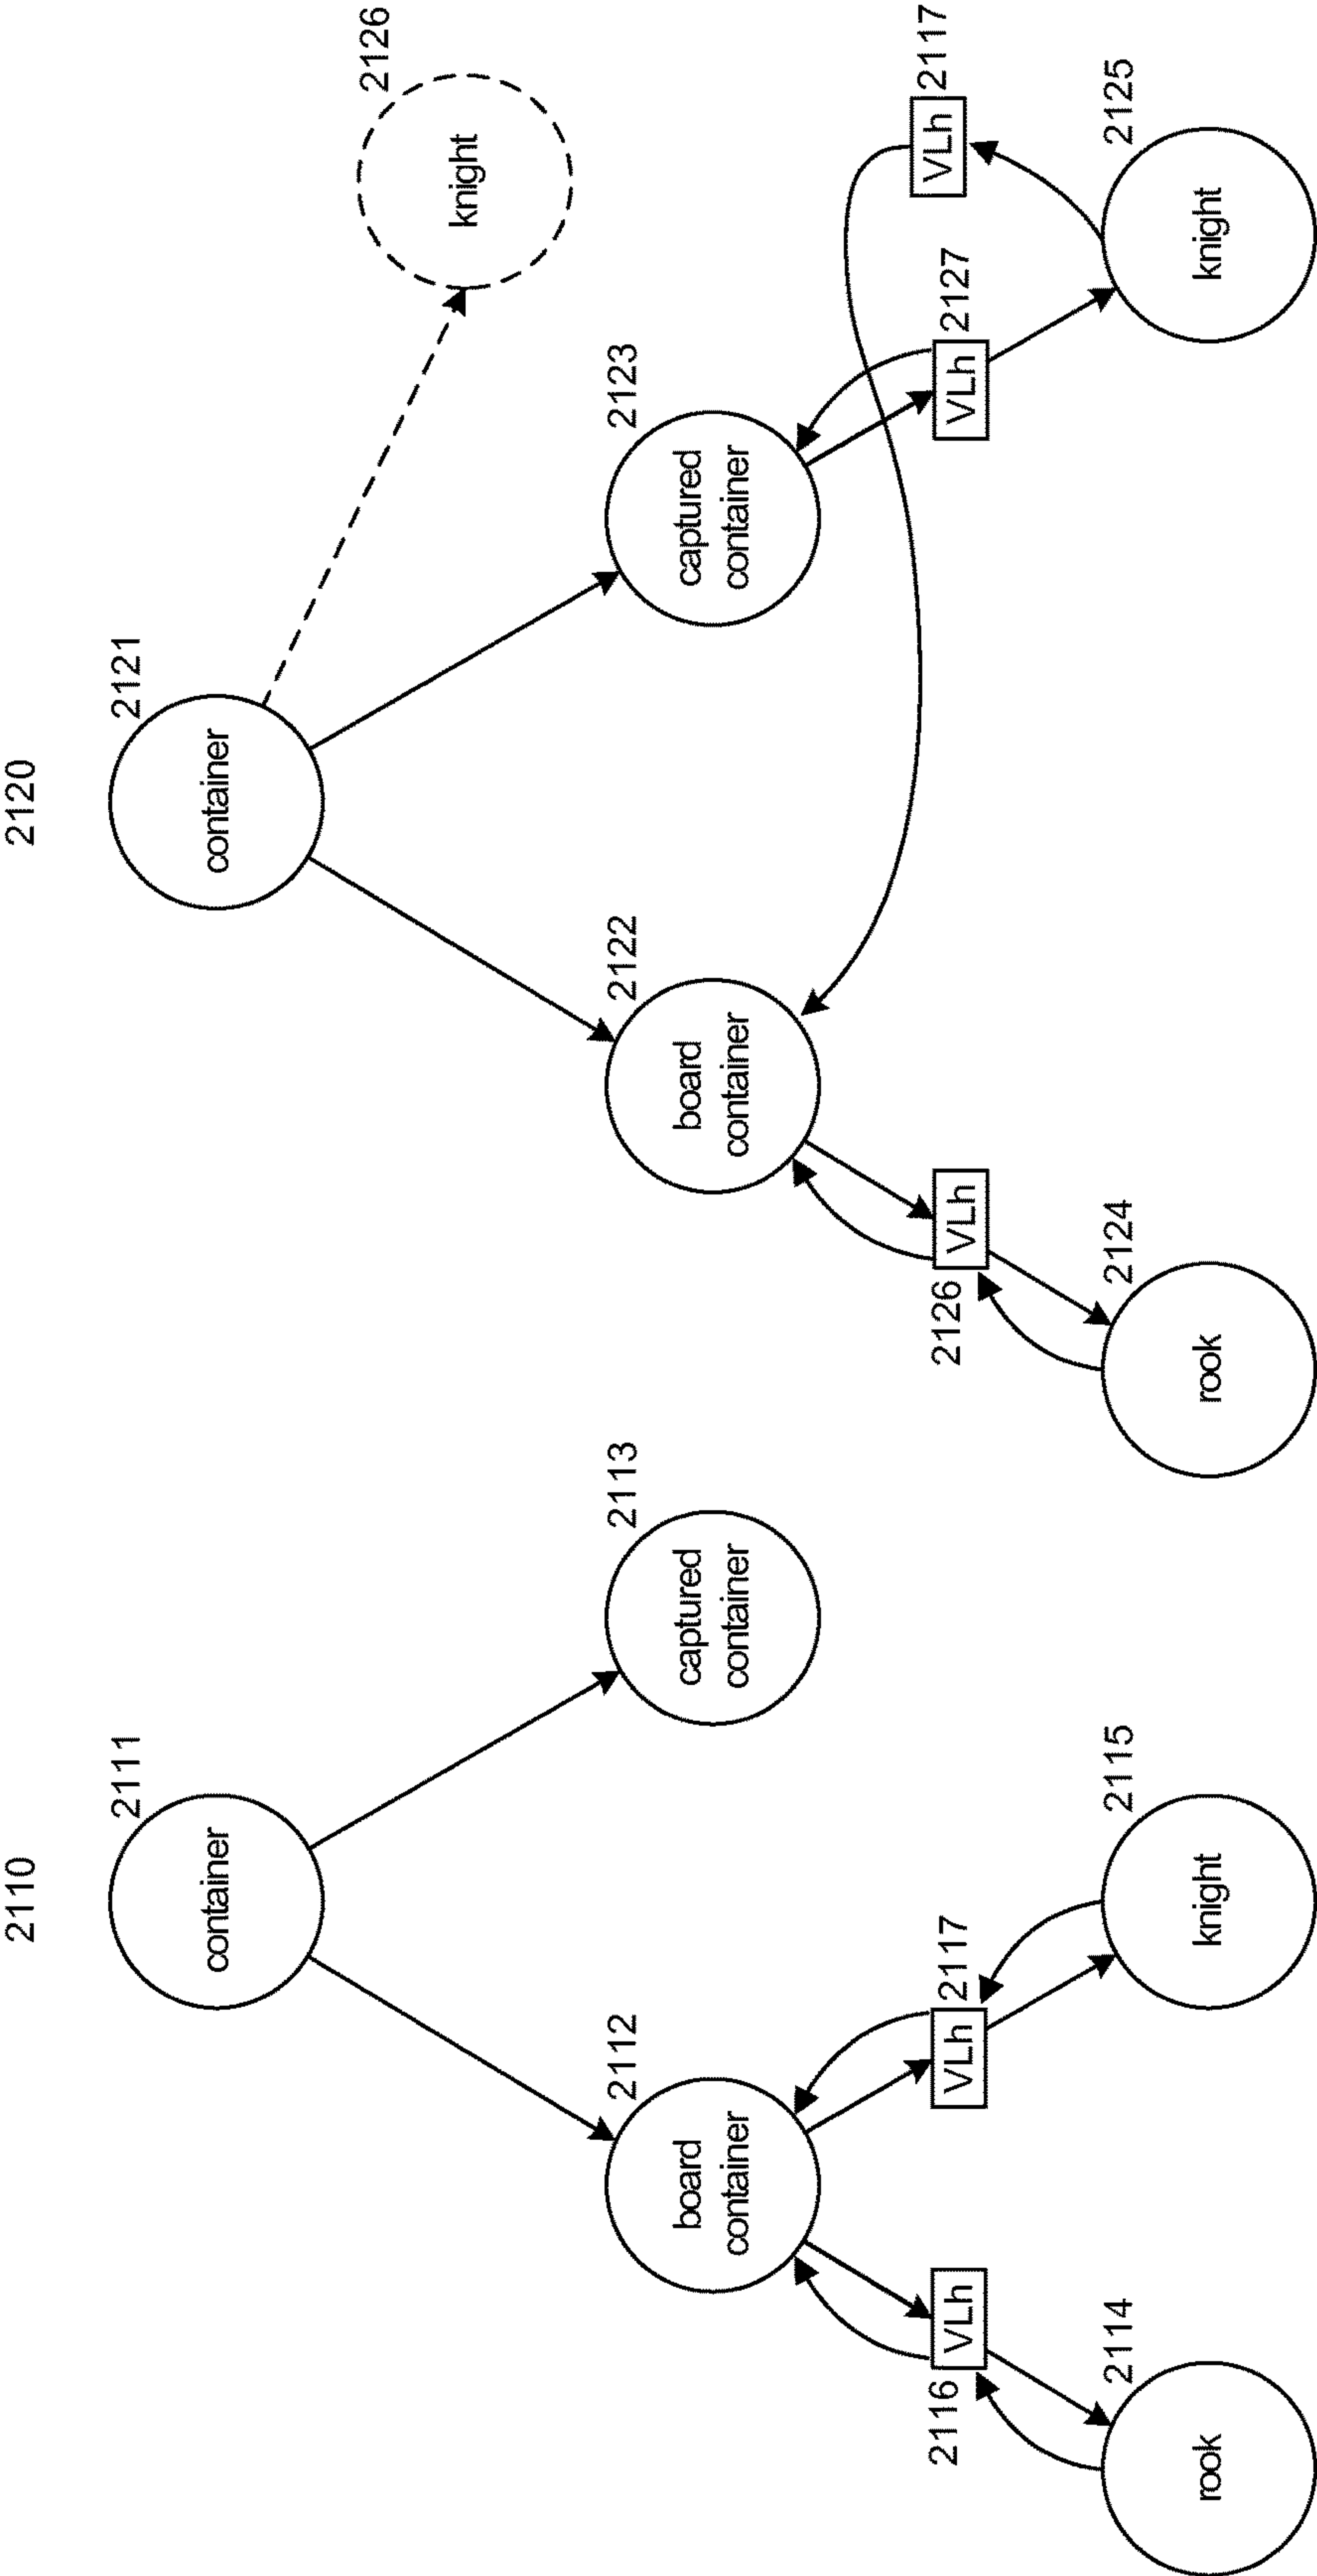 2110
2111
container
2112
board
container
2113
captured
container
2116
VLh
VLh
2117
2114
rook
2115
knight
2120
2121
container
2126
knight
2122
board
container
2123
captured
container
2126
VLh
VLh
2127
VLh
2117
2124
rook
2125
knight